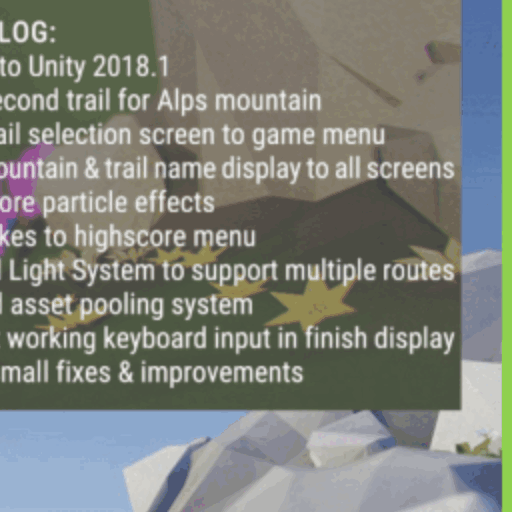 LOG:
to Unity 2018.1
econd trail for Alps mountain
ail selection screen to game menu
ountain & trail name display to all screens
ore particle effects
kes to highscore menu
Light System to support multiple routes
asset pooling system
working keyboard input in finish display
mall fixes & improvements